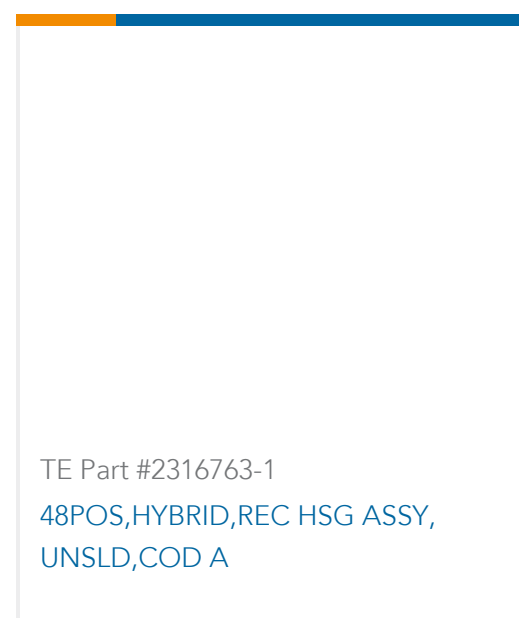 TE Part #2316763-1
48POS,HYBRID,REC HSG ASSY,
UNSLD,COD A